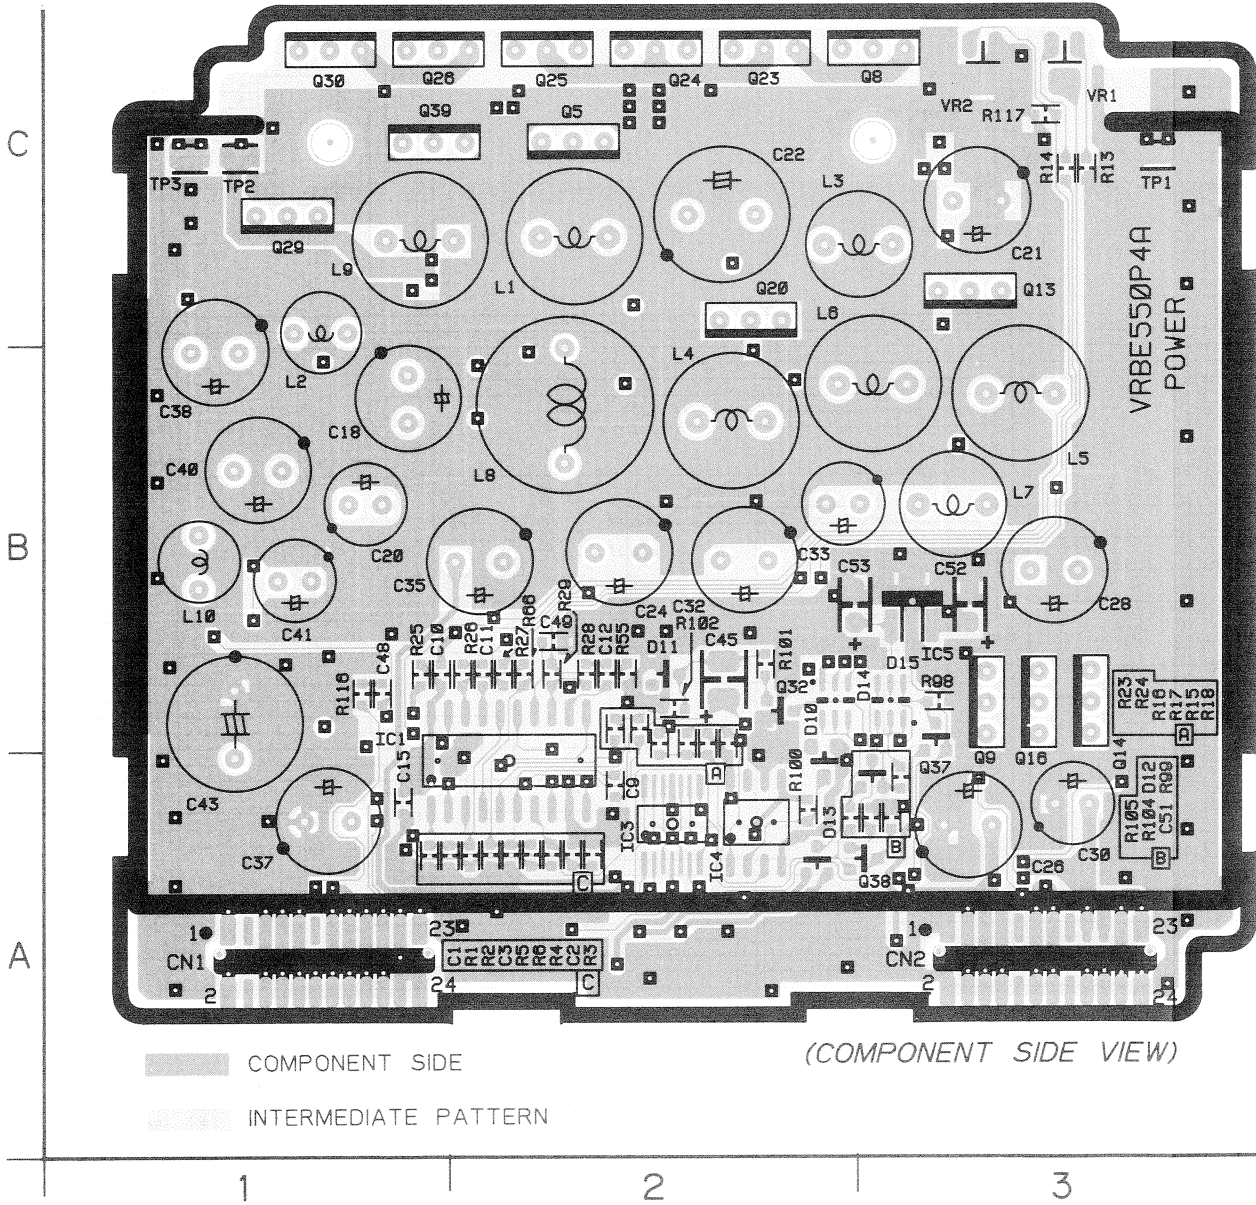 Q30 Q26 Q25 Q24 Q23 Q8
VR2 VR1
R117
Q39 Q5
C
C22
R14 R13
TP3 TP2 L3 TP1
Q29 C21
L9 L1
Q20 Q13
L6
VRBE550P4A
POWER
L2 L4
C38 C18
C40 L8 L5
L7
B
C20 C35 C33 C53 C52
L10 C41 C24 C28
R116 C48 R25 C10 R26 C11 R27 R66 C49 R29 R28 C12 R55 D11 C32 R102 C45 R101
Q32 D10 D14 D15 IC5 R98
R23 R24 R16 R17 R15 R18
A
IC1 C15 C9 A R100 Q37 Q9 Q16 Q14
C43 IC3 IC4 D13
R105 R104 D12 C51 R99
B
C37 C B Q38 C26 C30
A
1 23 1 23
CN1 CN2
C1 R1 R2 C3 R5 R6 R4 C2 R3
C
2 24 2 24
COMPONENT SIDE
(COMPONENT SIDE VIEW)
INTERMEDIATE PATTERN
1 2 3